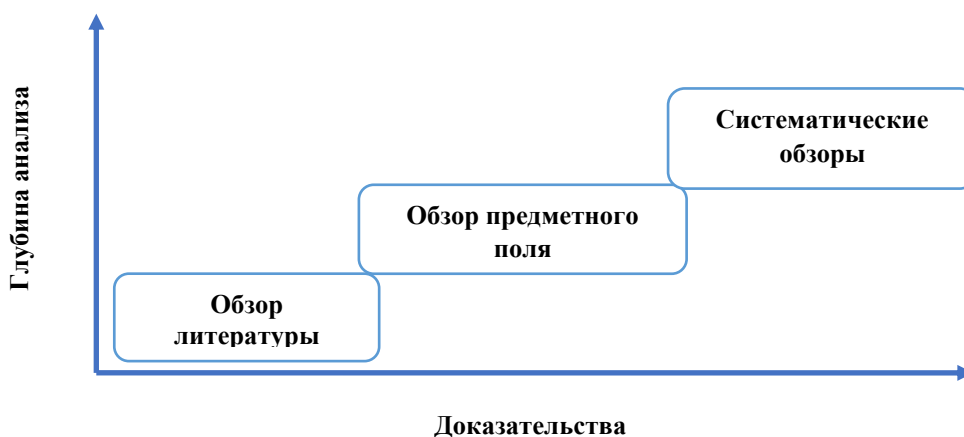 Глубина анализа
Систематические
обзоры
Обзор предметного
поля
Обзор
литературы
Доказательства